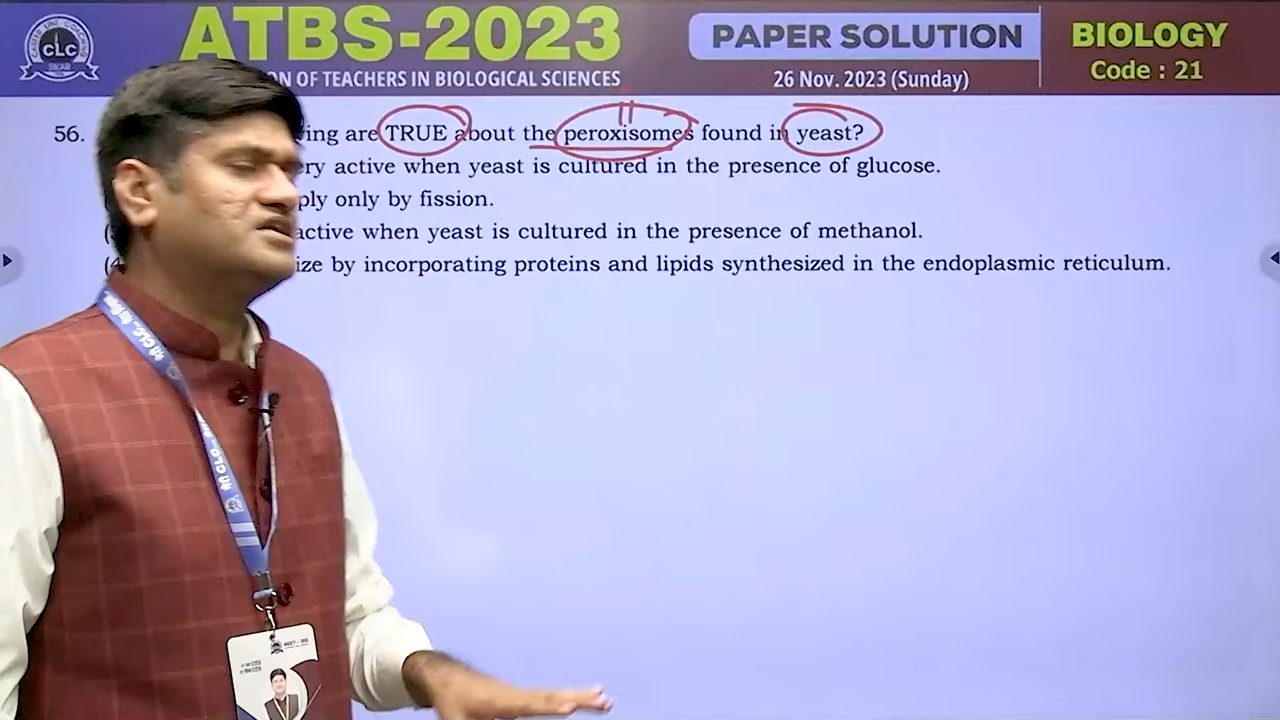 ATBS-2023
ON OF TEACHERS IN BIOLOGICAL SCIENCES
PAPER SOLUTION
26 Nov. 2023 (Sunday)
BIOLOGY
Code : 21
CLC
SIKAR
56. ing are TRUE about the peroxisomes found in yeast?
ery active when yeast is cultured in the presence of glucose.
ply only by fission.
active when yeast is cultured in the presence of methanol.
ize by incorporating proteins and lipids synthesized in the endoplasmic reticulum.
CLC
CLC